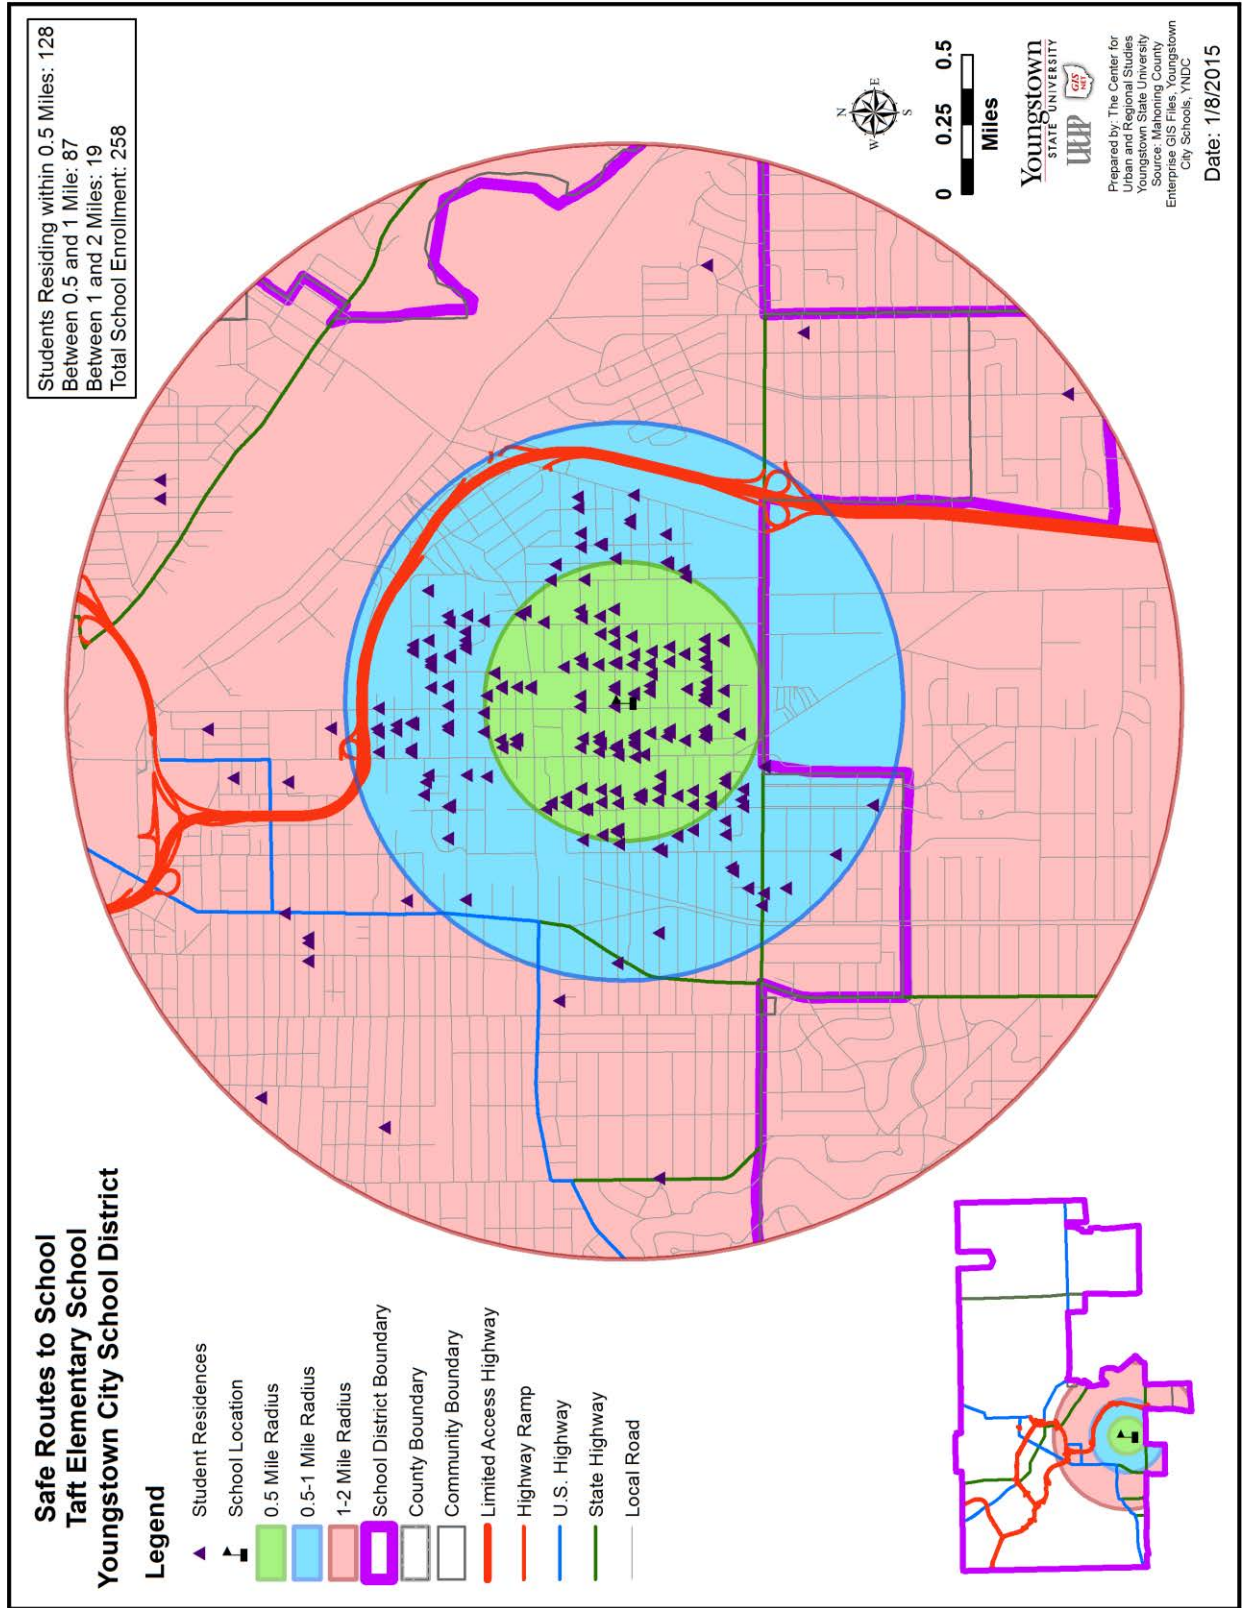 Safe Routes to School
Taft Elementary School
Youngstown City School District
Legend
Student Residences
School Location
0.5 Mile Radius
0.5-1 Mile Radius
1-2 Mile Radius
School District Boundary
County Boundary
Community Boundary
Limited Access Highway
Highway Ramp
U.S. Highway
State Highway
Local Road
Students Residing within 0.5 Miles: 128
Between 0.5 and 1 Mile: 87
Between 1 and 2 Miles: 19
Total School Enrollment: 258
N
W
E
S
0 0.25 0.5
Miles
Youngstown
STATE UNIVERSITY
GIS
NET
Prepared by: The Center for
Urban and Regional Studies
Youngstown State University
Source: Mahoning County
Enterprise GIS Files, Youngstown
City Schools, YNDC
Date: 1/8/2015